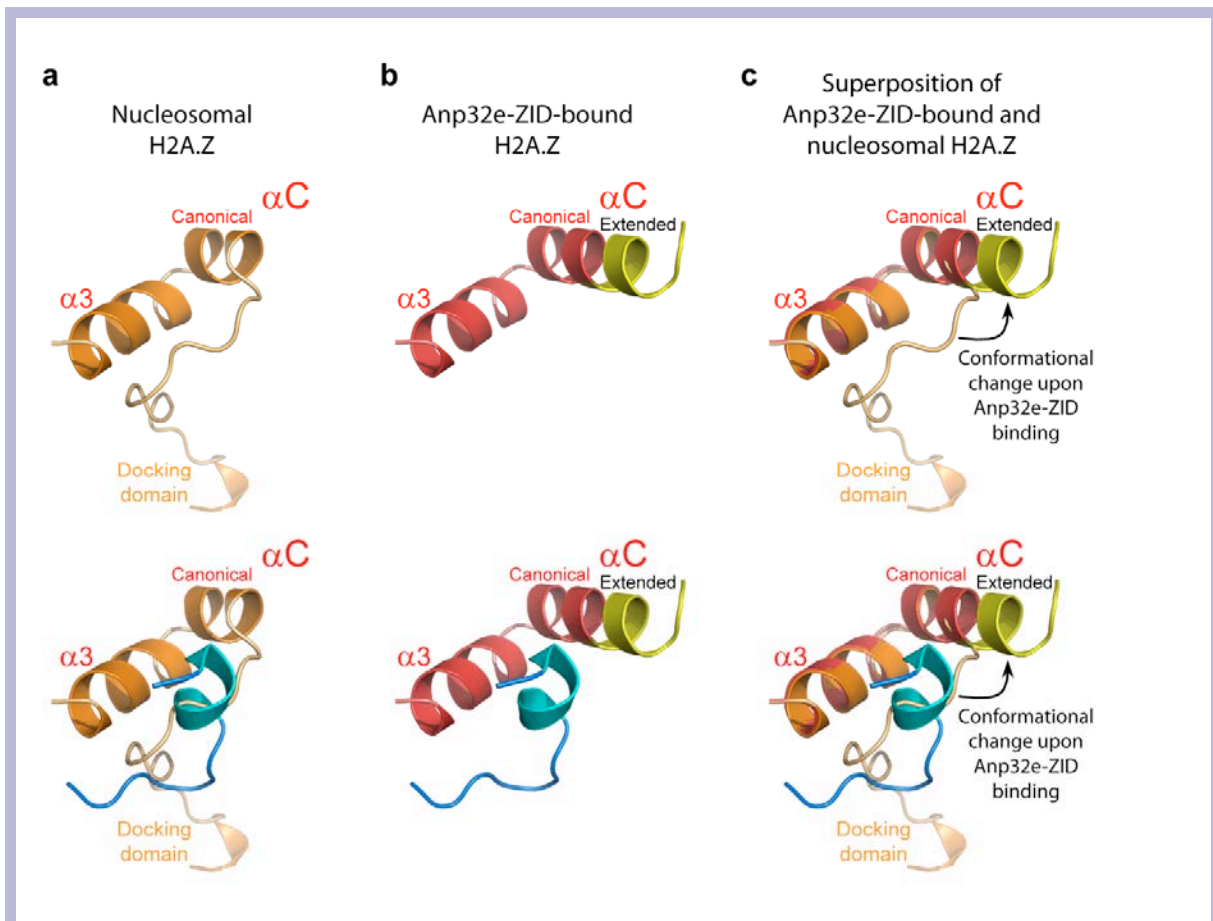 a
Nucleosomal
H2A.Z
αC
Canonical
α3
Docking
domain
b
Anp32e-ZID-bound
H2A.Z
αC
Canonical
Extended
α3
c
Superposition of
Anp32e-ZID-bound and
nucleosomal H2A.Z
αC
Canonical
Extended
α3
Conformational
change upon
Anp32e-ZID
binding
Docking
domain
αC
Canonical
α3
Docking
domain
αC
Canonical
Extended
α3
αC
Canonical
Extended
α3
Conformational
change upon
Anp32e-ZID
binding
Docking
domain